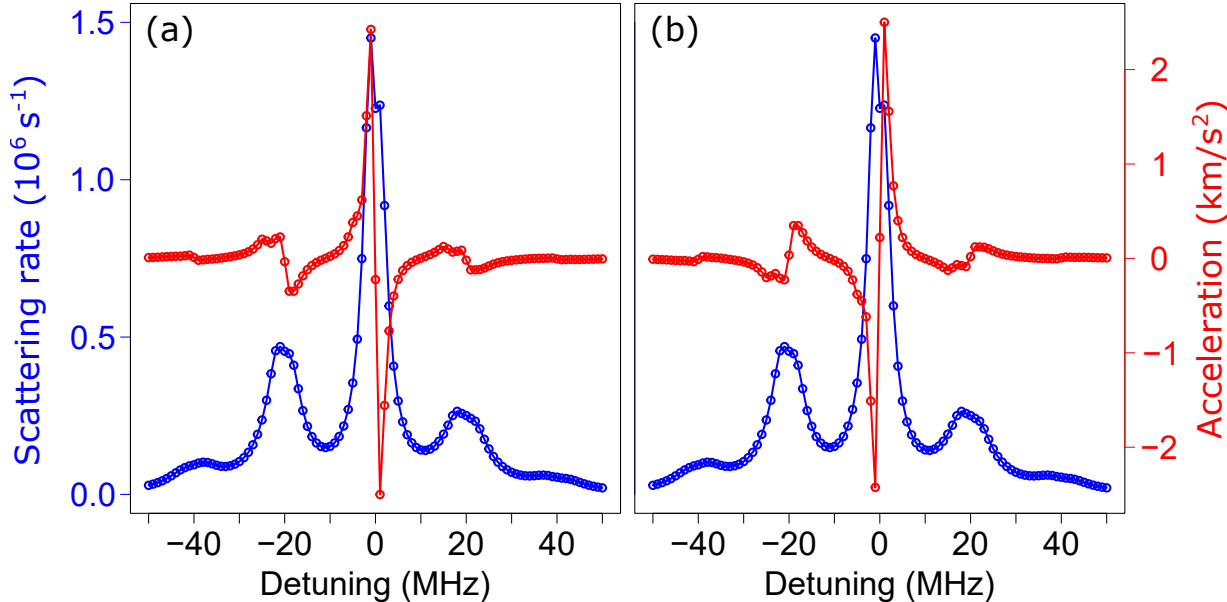 (a)
(b)
Scattering rate (10⁶ s⁻¹)
1.5
1.0
0.5
0.0
Acceleration (km/s²)
2
1
0
−1
−2
−40 −20 0 20 40
−40 −20 0 20 40
Detuning (MHz)
Detuning (MHz)